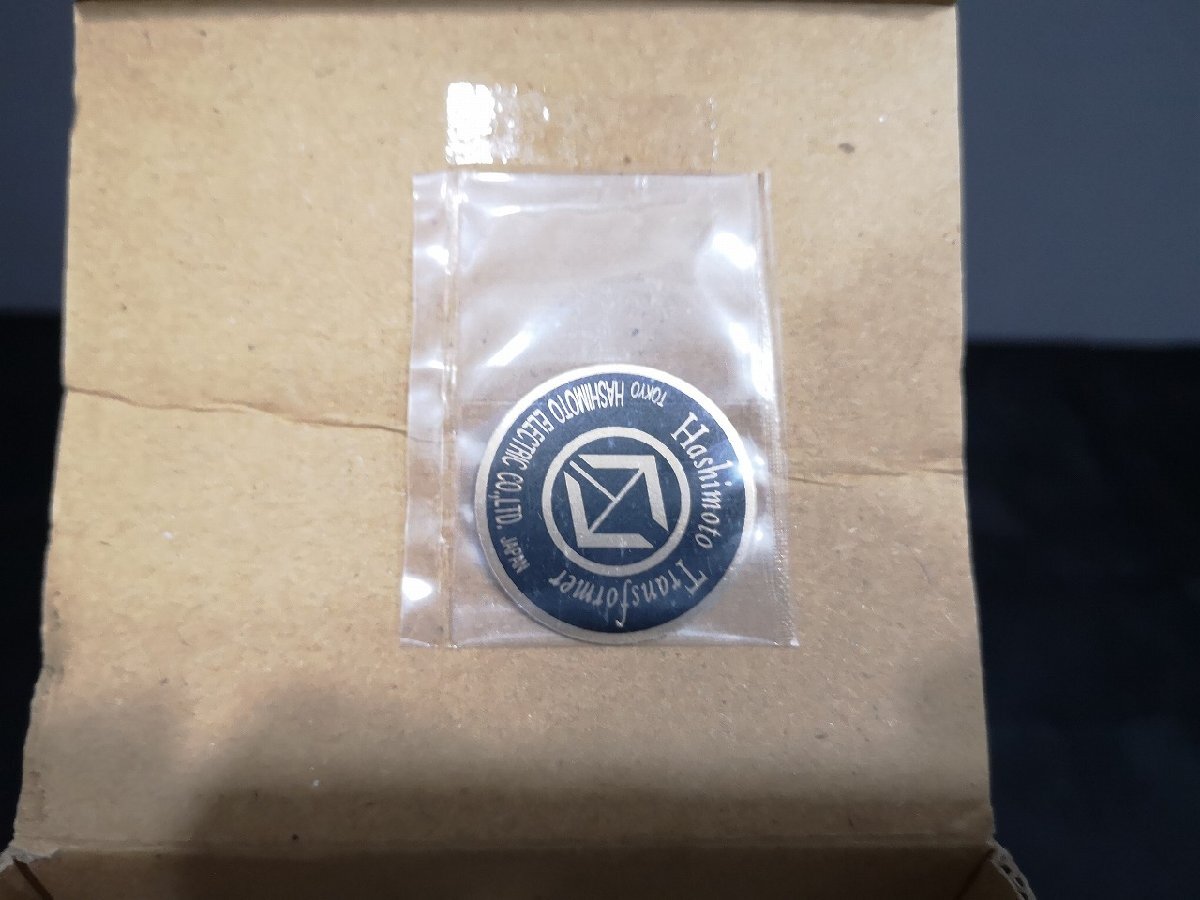 Hashimoto Transformer
TOKYO HASHIMOTO ELECTRIC CO.,LTD. JAPAN